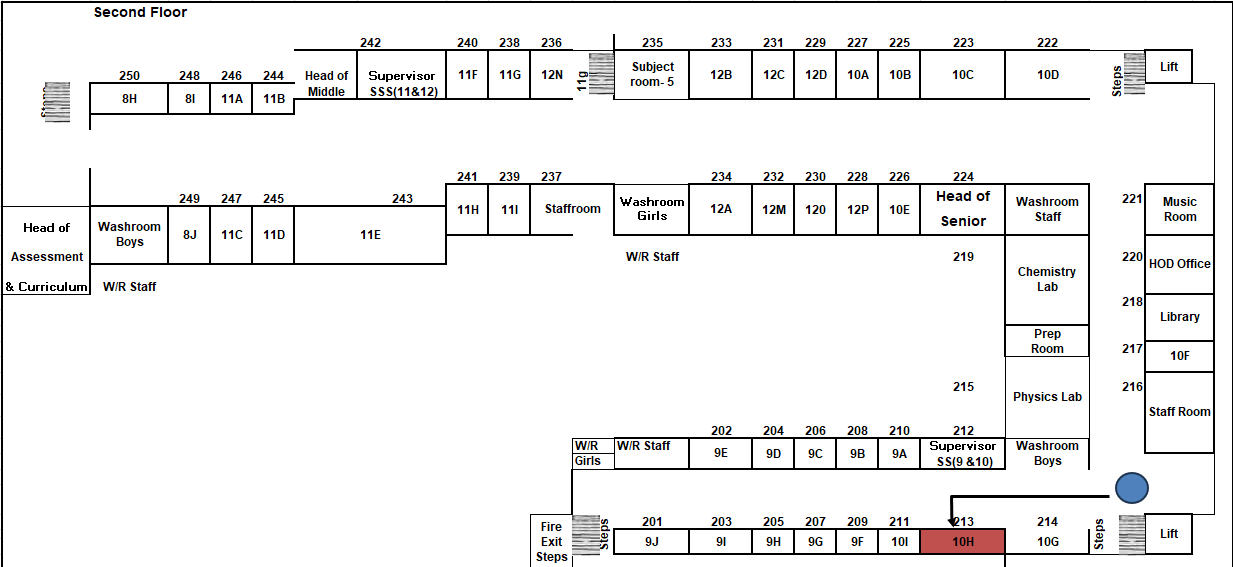 Second Floor
242 240 238 236 235 233 231 229 227 225 223 222
250 248 246 244
Head of
Middle
Supervisor
SSS(11&12)
11F 11G 12N
11g
Subject
room- 5
12B 12C 12D 10A 10B 10C 10D
Steps
Lift
8H 8I 11A 11B
241 239 237 234 232 230 228 226 224
249 247 245 243
Head of
Assessment
& Curriculum
Washroom
Boys
8J 11C 11D 11E
11H 11I Staffroom
Washroom
Girls
12A 12M 120 12P 10E
Head of
Senior
Washroom
Staff
221
Music
Room
W/R Staff
W/R Staff
219
Chemistry
Lab
220
HOD Office
218
Library
Prep
Room
217
10F
215
Physics Lab
216
Staff Room
202 204 206 208 210 212
W/R
Girls
W/R Staff
9E 9D 9C 9B 9A
Supervisor
SS(9 &10)
Washroom
Boys
201 203 205 207 209 211 213 214
Fire
Exit
Steps
Steps
9J 9I 9H 9G 9F 10I 10H 10G
Steps
Lift